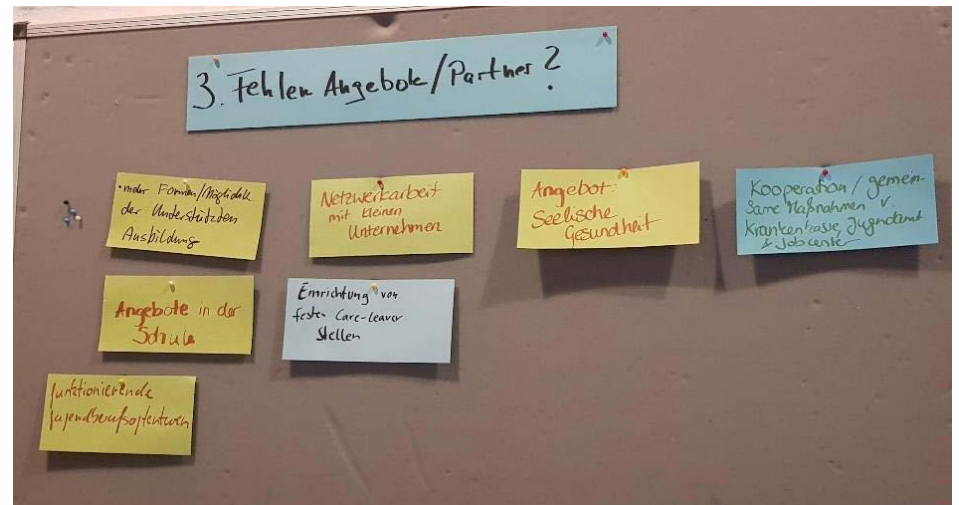 3. Fehlen Angebote/Partner?
• mehr Formen/Möglichk.
der Unterstützten
Ausbildung
Netzwerkarbeit
mit kleinen
Unternehmen
Angebot:
Seelische
Gesundheit
Kooperation / gemein-
same Maßnahmen v.
Krankenkasse, Jugendamt
& Jobcenter
Angebote in der
Schule
Einrichtung von
festen Care-Leaver
Stellen
funktionierende
Jugendberufsagenturen